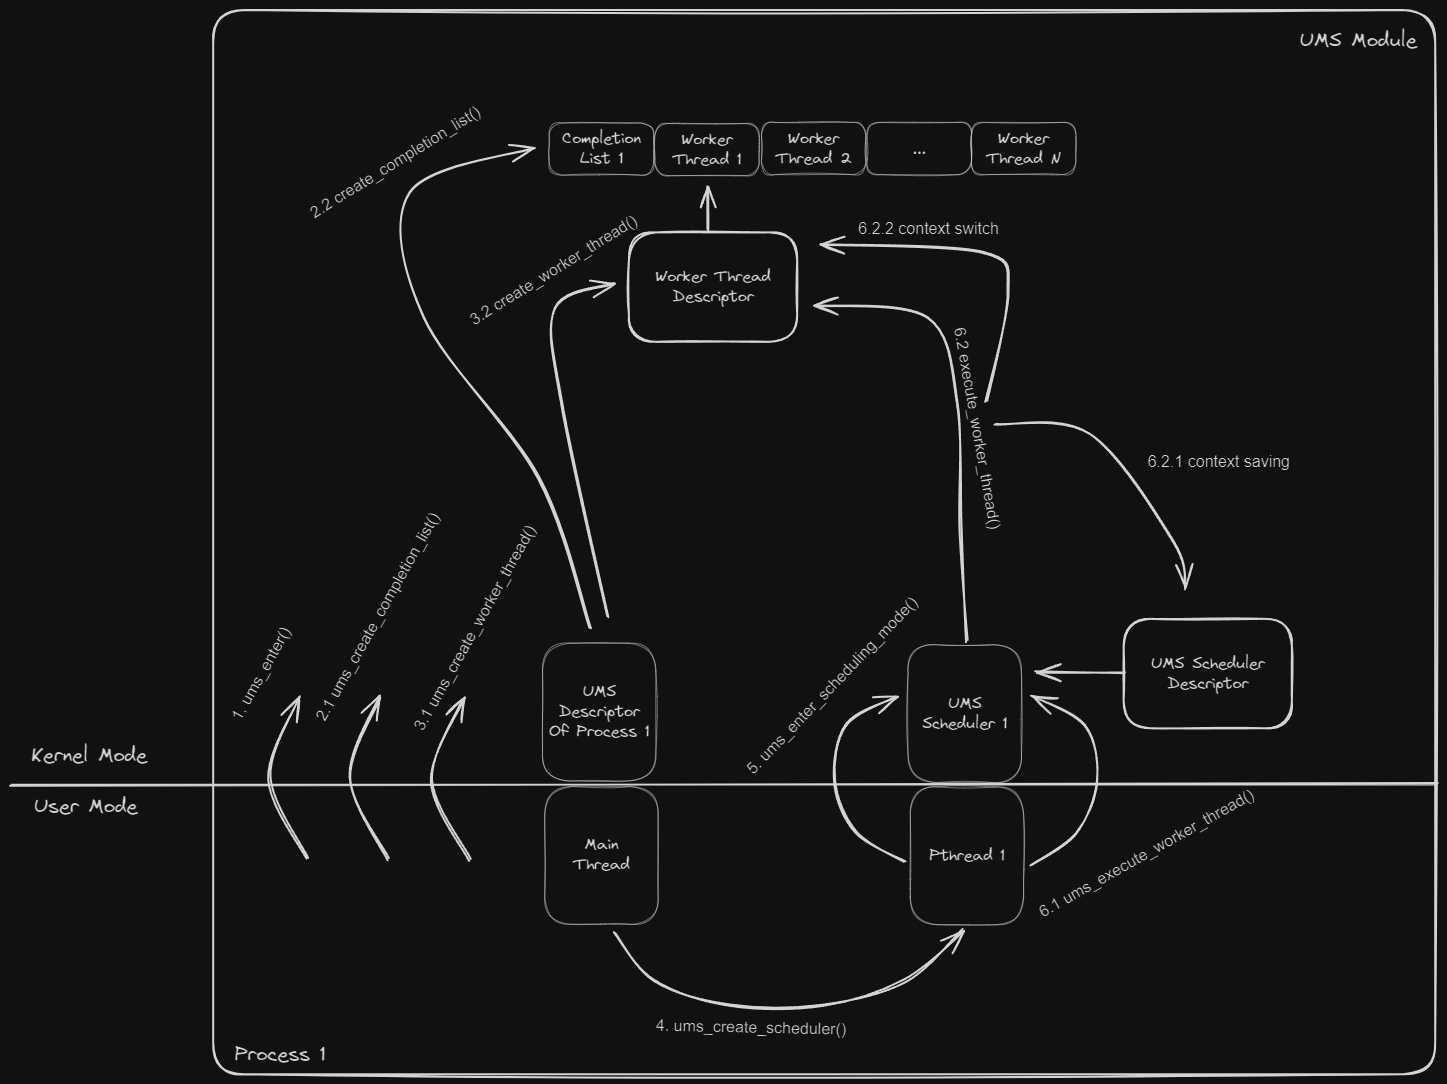 UMS Module
2.2 create_completion_list()
Completion
List 1
Worker
Thread 1
Worker
Thread 2
...
Worker
Thread N
3.2 create_worker_thread()
6.2.2 context switch
Worker Thread
Descriptor
6.2 execute_worker_thread()
6.2.1 context saving
1. ums_enter()
2.1 ums_create_completion_list()
3.1 ums_create_worker_thread()
5. ums_enter_scheduling_mode()
UMS
Descriptor
Of Process 1
UMS
Scheduler 1
UMS Scheduler
Descriptor
Kernel Mode
User Mode
Main
Thread
Pthread 1
6.1 ums_execute_worker_thread()
4. ums_create_scheduler()
Process 1